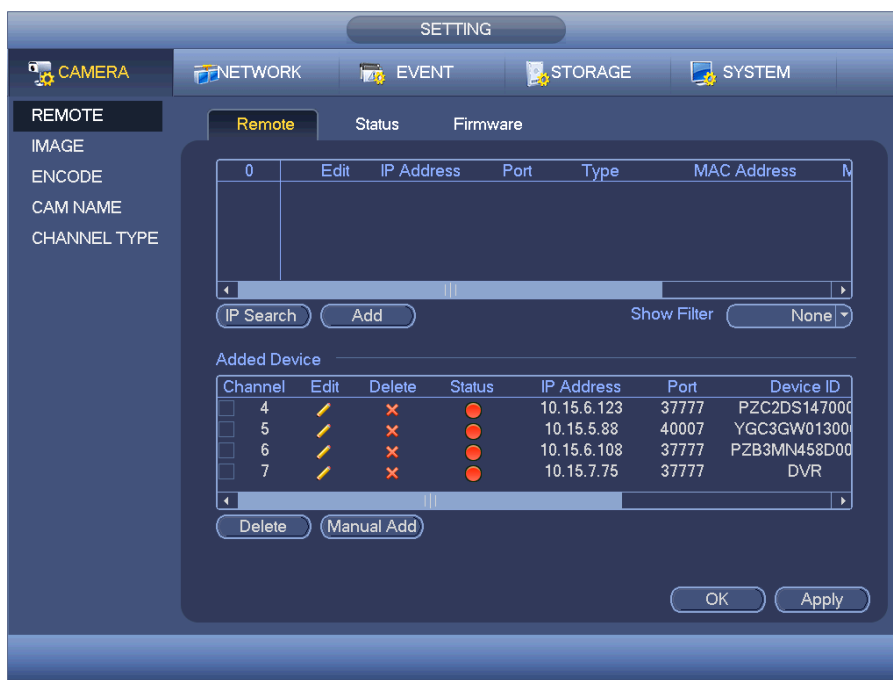 SETTING
CAMERA NETWORK EVENT STORAGE SYSTEM
REMOTE
IMAGE
ENCODE
CAM NAME
CHANNEL TYPE
Remote Status Firmware
0 Edit IP Address Port Type MAC Address
IP Search Add Show Filter None
Added Device
Channel Edit Delete Status IP Address Port Device ID
4 10.15.6.123 37777 PZC2DS147000
5 10.15.5.88 40007 YGC3GW01300
6 10.15.6.108 37777 PZB3MN458D00
7 10.15.7.75 37777 DVR
Delete Manual Add
OK Apply